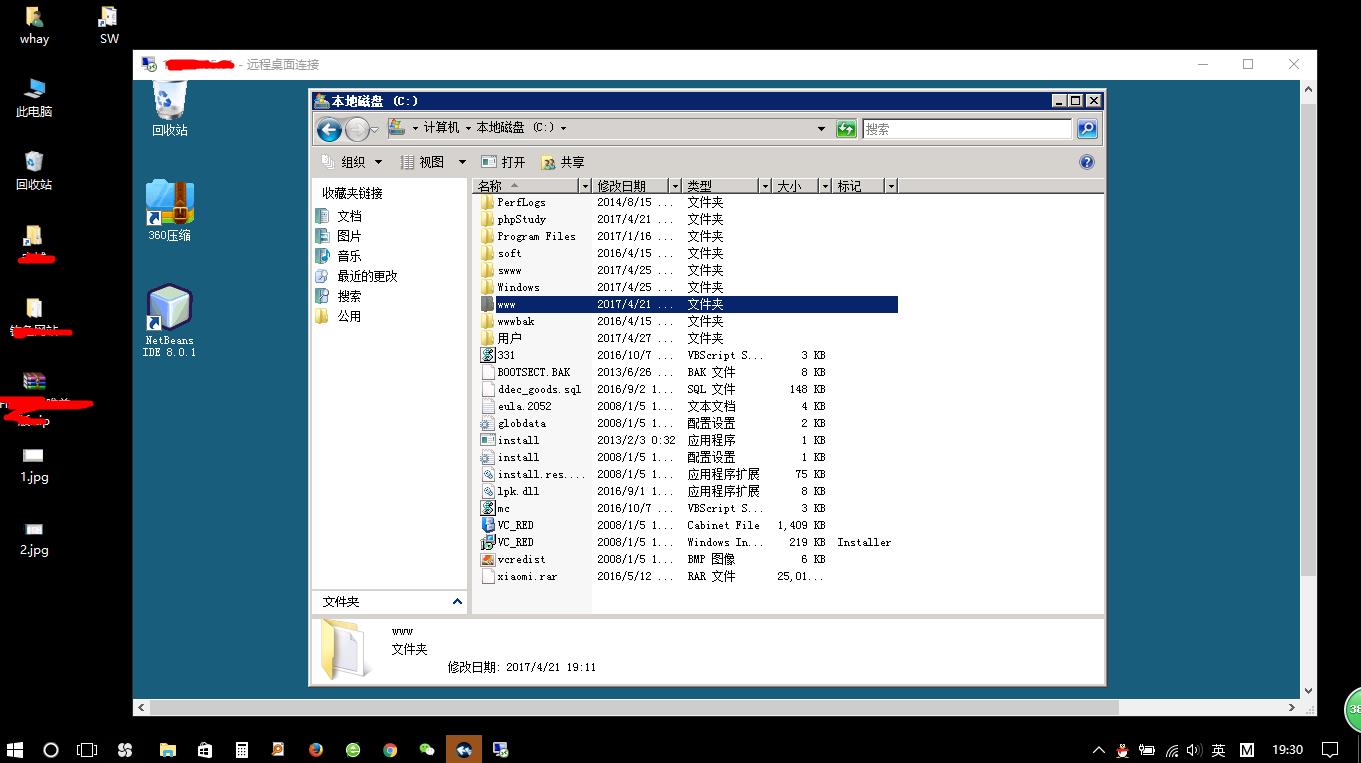 whay
SW
此电脑
回收站
1.jpg
2.jpg
- 远程桌面连接
回收站
360压缩
NetBeans
IDE 8.0.1
本地磁盘 (C:)
计算机 本地磁盘 (C:)
搜索
组织 视图 打开 共享
收藏夹链接
文档
图片
音乐
最近的更改
搜索
公用
文件夹
名称 修改日期 类型 大小 标记
PerfLogs 2014/8/15 ... 文件夹
phpStudy 2017/4/21 ... 文件夹
Program Files 2017/1/16 ... 文件夹
soft 2016/4/15 ... 文件夹
swww 2017/4/25 ... 文件夹
Windows 2017/4/25 ... 文件夹
www 2017/4/21 ... 文件夹
wwwbak 2016/4/15 ... 文件夹
用户 2017/4/27 ... 文件夹
331 2016/10/7 ... VBScript S... 3 KB
BOOTSECT.BAK 2013/6/26 ... BAK 文件 8 KB
ddec_goods.sql 2016/9/2 1... SQL 文件 148 KB
eula.2052 2008/1/5 1... 文本文档 4 KB
globdata 2008/1/5 1... 配置设置 2 KB
install 2013/2/3 0:32 应用程序 1 KB
install 2008/1/5 1... 配置设置 1 KB
install.res.... 2008/1/5 1... 应用程序扩展 75 KB
lpk.dll 2016/9/1 1... 应用程序扩展 8 KB
mc 2016/10/7 ... VBScript S... 3 KB
VC_RED 2008/1/5 1... Cabinet File 1,409 KB
VC_RED 2008/1/5 1... Windows In... 219 KB Installer
vcredist 2008/1/5 1... BMP 图像 6 KB
xiaomi.rar 2016/5/12 ... RAR 文件 25,01...
www
文件夹
修改日期: 2017/4/21 19:11
38
英 M 19:30